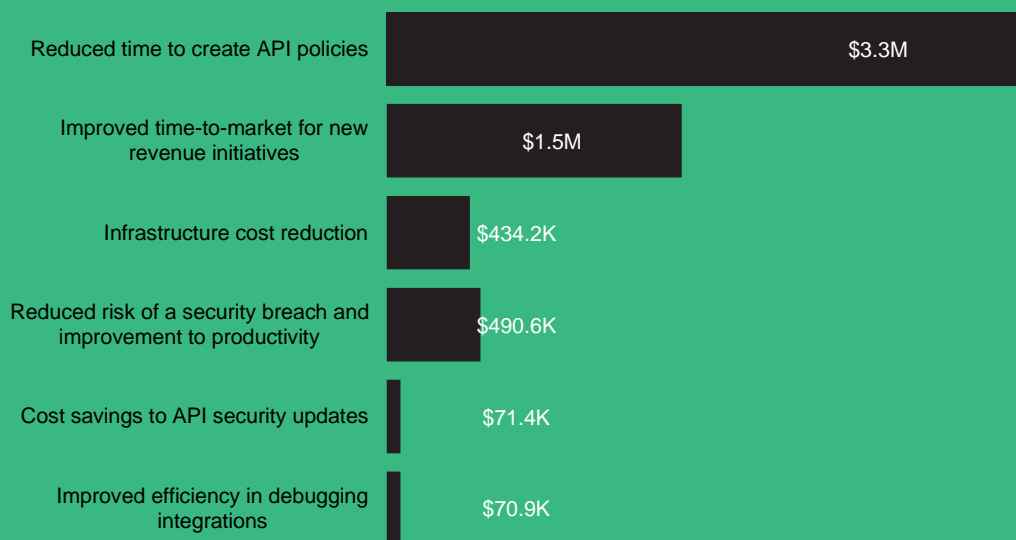 Reduced time to create API policies
$3.3M
Improved time-to-market for new
revenue initiatives
$1.5M
Infrastructure cost reduction
$434.2K
Reduced risk of a security breach and
improvement to productivity
$490.6K
Cost savings to API security updates
$71.4K
Improved efficiency in debugging
integrations
$70.9K